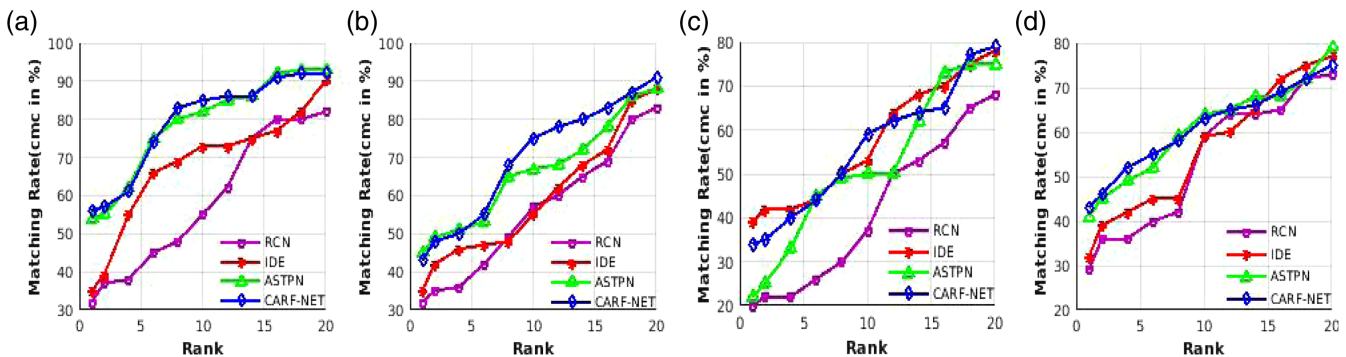 (a)
Matching Rate(cmc in %)
100
90
80
70
60
50
40
30
0
5
10
15
20
Rank
RCN
IDE
ASTPN
CARF-NET
(b)
Matching Rate(cmc in %)
100
90
80
70
60
50
40
30
0
5
10
15
20
Rank
RCN
IDE
ASTPN
CARF-NET
(c)
Matching Rate(cmc in %)
80
70
60
50
40
30
20
0
5
10
15
20
Rank
RCN
IDE
ASTPN
CARF-NET
(d)
Matching Rate(cmc in %)
80
70
60
50
40
30
20
0
5
10
15
20
Rank
RCN
IDE
ASTPN
CARF-NET